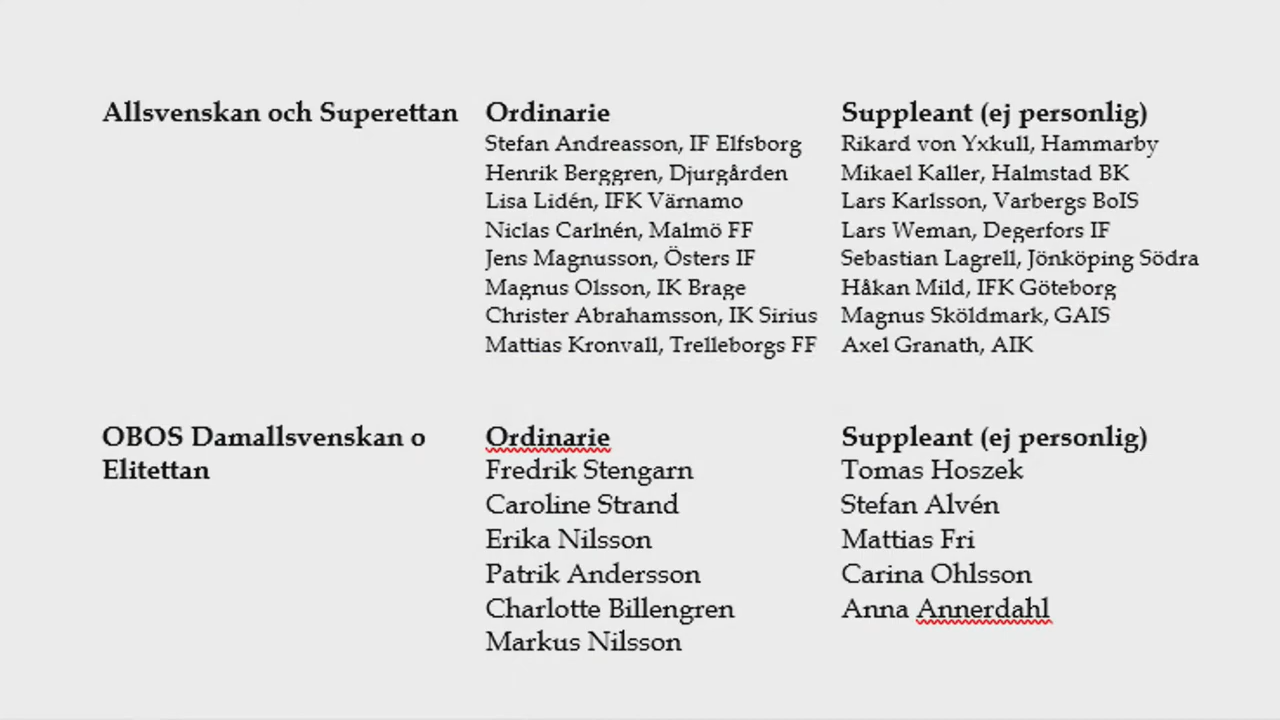 Allsvenskan och Superettan Ordinarie Suppleant (ej personlig)
Stefan Andreasson, IF Elfsborg Rikard von Yxkull, Hammarby
Henrik Berggren, Djurgården Mikael Kaller, Halmstad BK
Lisa Lidén, IFK Värnamo Lars Karlsson, Varbergs BoIS
Niclas Carlnén, Malmö FF Lars Weman, Degerfors IF
Jens Magnusson, Östers IF Sebastian Lagrell, Jönköping Södra
Magnus Olsson, IK Brage Håkan Mild, IFK Göteborg
Christer Abrahamsson, IK Sirius Magnus Sköldmark, GAIS
Mattias Kronvall, Trelleborgs FF Axel Granath, AIK
OBOS Damallsvenskan o Ordinarie Suppleant (ej personlig)
Elitettan Fredrik Stengarn Tomas Hoszek
Caroline Strand Stefan Alvén
Erika Nilsson Mattias Fri
Patrik Andersson Carina Ohlsson
Charlotte Billengren Anna Annerdahl
Markus Nilsson